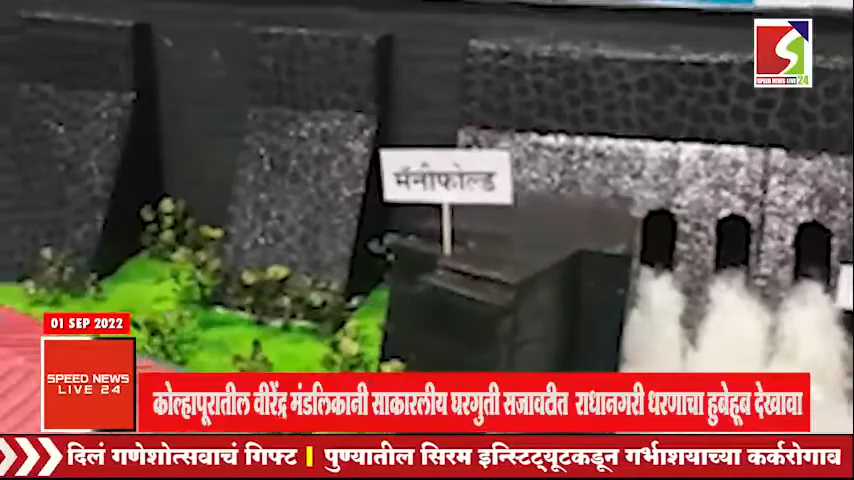 SPEED NEWS LIVE 24
मॅनीफोल्ड
01 SEP 2022
SPEED NEWS
LIVE 24
कोल्हापूरातील वीरेंद्र मंडलिकानी साकारलीय घरगुती सजावटीत राधानगरी धरणाचा हुबेहूब देखावा
दिलं गणेशोत्सवाचं गिफ्ट | पुण्यातील सिरम इन्स्टिट्यूटकडून गर्भाशयाच्या कर्करोगाव